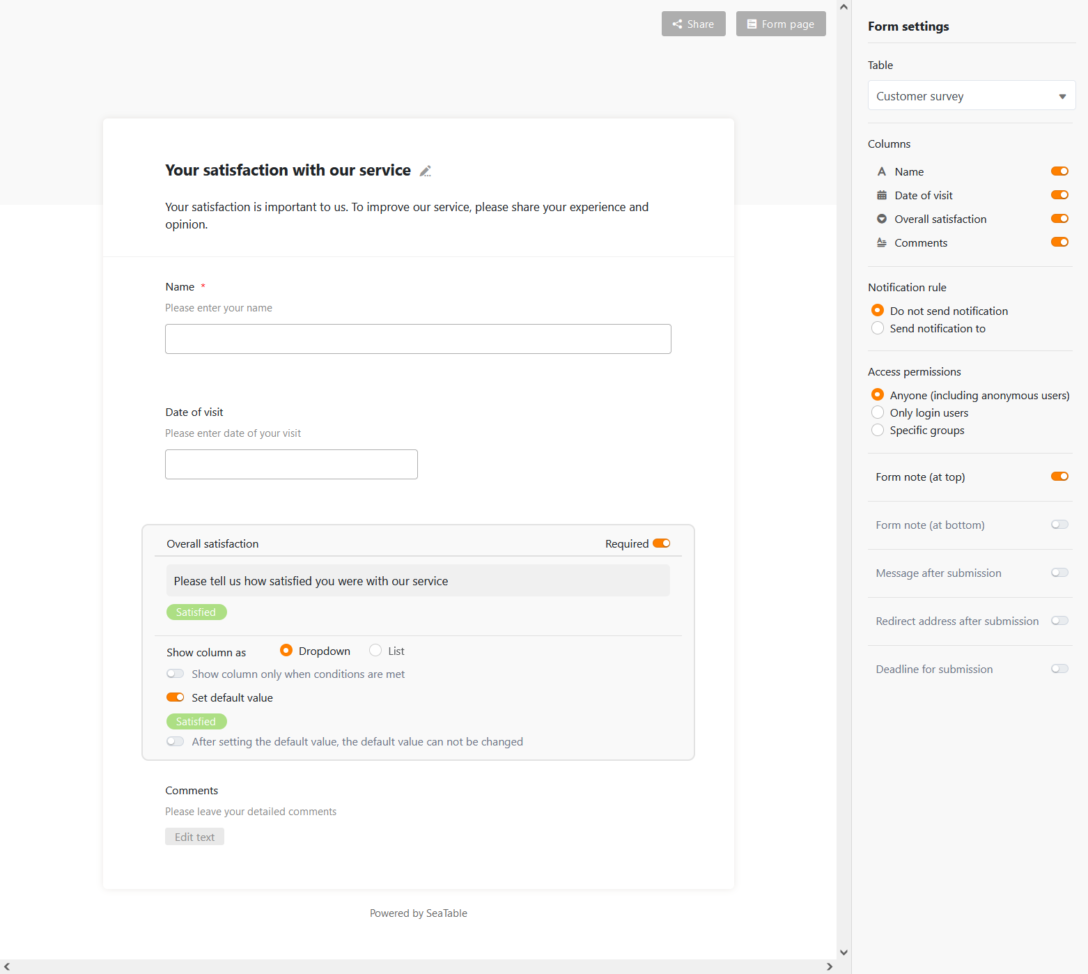 Share
Form page
Your satisfaction with our service
Your satisfaction is important to us. To improve our service, please share your experience and
opinion.
Name *
Please enter your name
Date of visit
Please enter date of your visit
Overall satisfaction
Required
Please tell us how satisfied you were with our service
Satisfied
Show column as
Dropdown
List
Show column only when conditions are met
Set default value
Satisfied
After setting the default value, the default value can not be changed
Comments
Please leave your detailed comments
Edit text
Powered by SeaTable
Form settings
Table
Customer survey
Columns
Name
Date of visit
Overall satisfaction
Comments
Notification rule
Do not send notification
Send notification to
Access permissions
Anyone (including anonymous users)
Only login users
Specific groups
Form note (at top)
Form note (at bottom)
Message after submission
Redirect address after submission
Deadline for submission